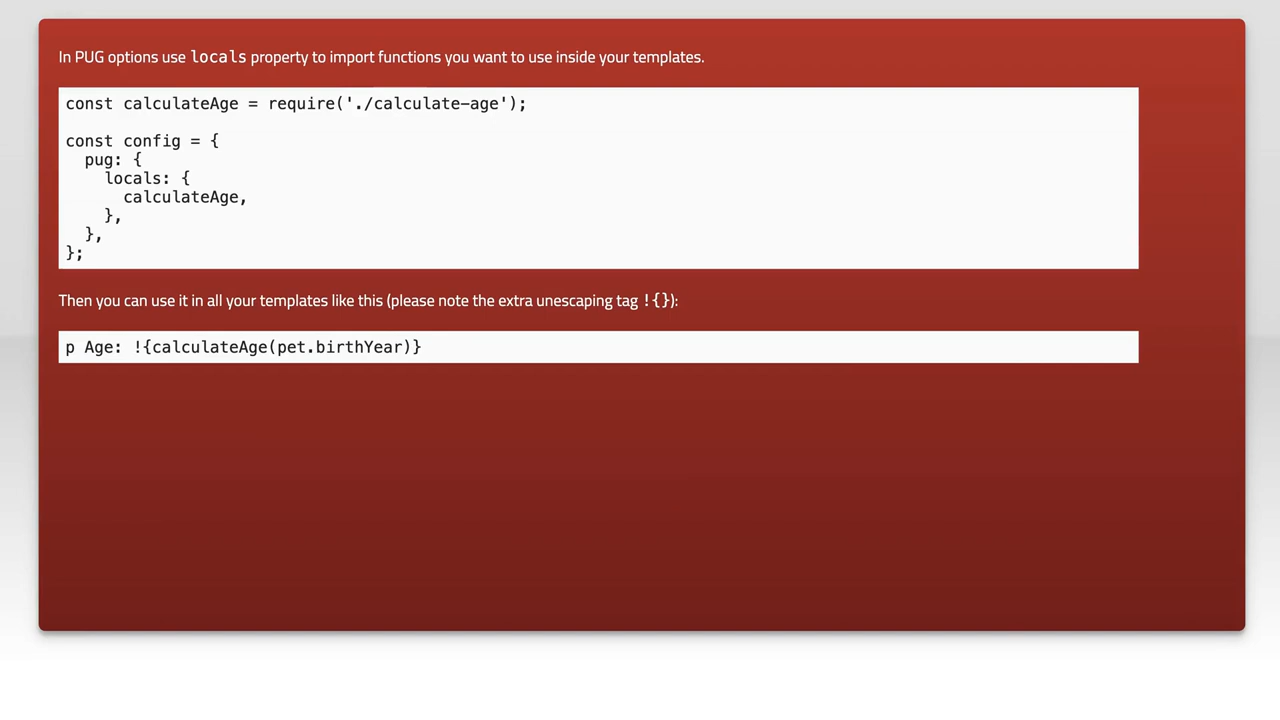 In PUG options use locals property to import functions you want to use inside your templates.
const calculateAge = require('./calculate-age');
const config = {
  pug: {
    locals: {
      calculateAge,
    },
  },
};
Then you can use it in all your templates like this (please note the extra unescaping tag !{}):
p Age: !{calculateAge(pet.birthYear)}